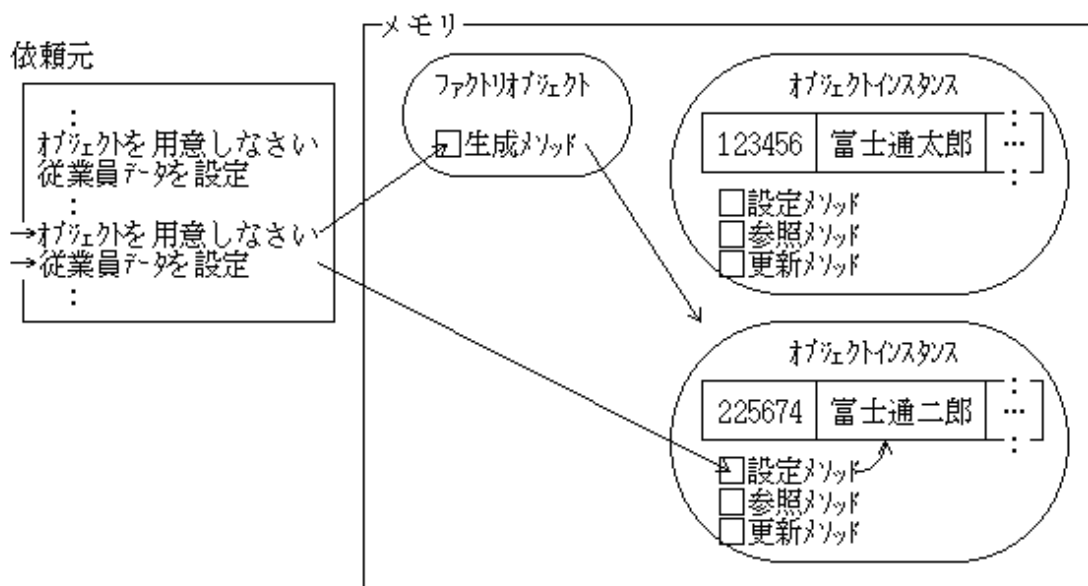 メモリ
依頼元
:
オブジェクトを用意しなさい
従業員データを設定
:
→オブジェクトを用意しなさい
→従業員データを設定
:
ファクトリオブジェクト
□生成メソッド
オブジェクトインスタンス
123456 富士通太郎 …
□設定メソッド
□参照メソッド
□更新メソッド
オブジェクトインスタンス
225674 富士通二郎 …
□設定メソッド
□参照メソッド
□更新メソッド